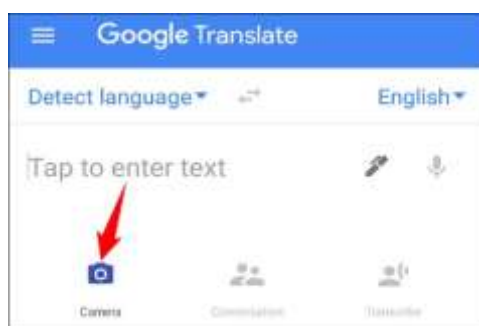 Google Translate
Detect language English
Tap to enter text
Camera Conversation Transcribe